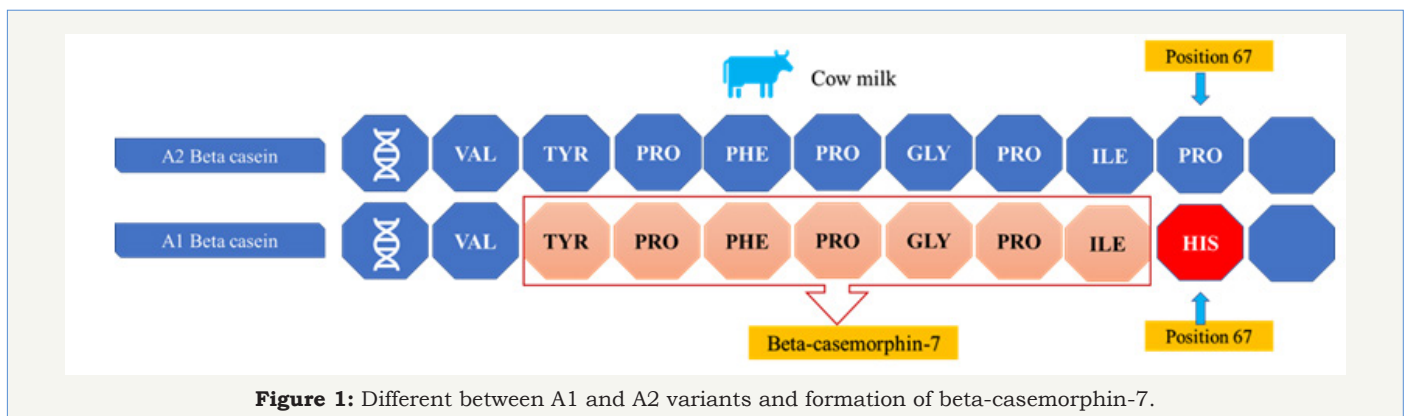 Position 67
Cow milk
A2 Beta casein VAL TYR PRO PHE PRO GLY PRO ILE PRO
A1 Beta casein VAL TYR PRO PHE PRO GLY PRO ILE HIS
Beta-casemorphin-7
Position 67
Figure 1: Different between A1 and A2 variants and formation of beta-casemorphin-7.